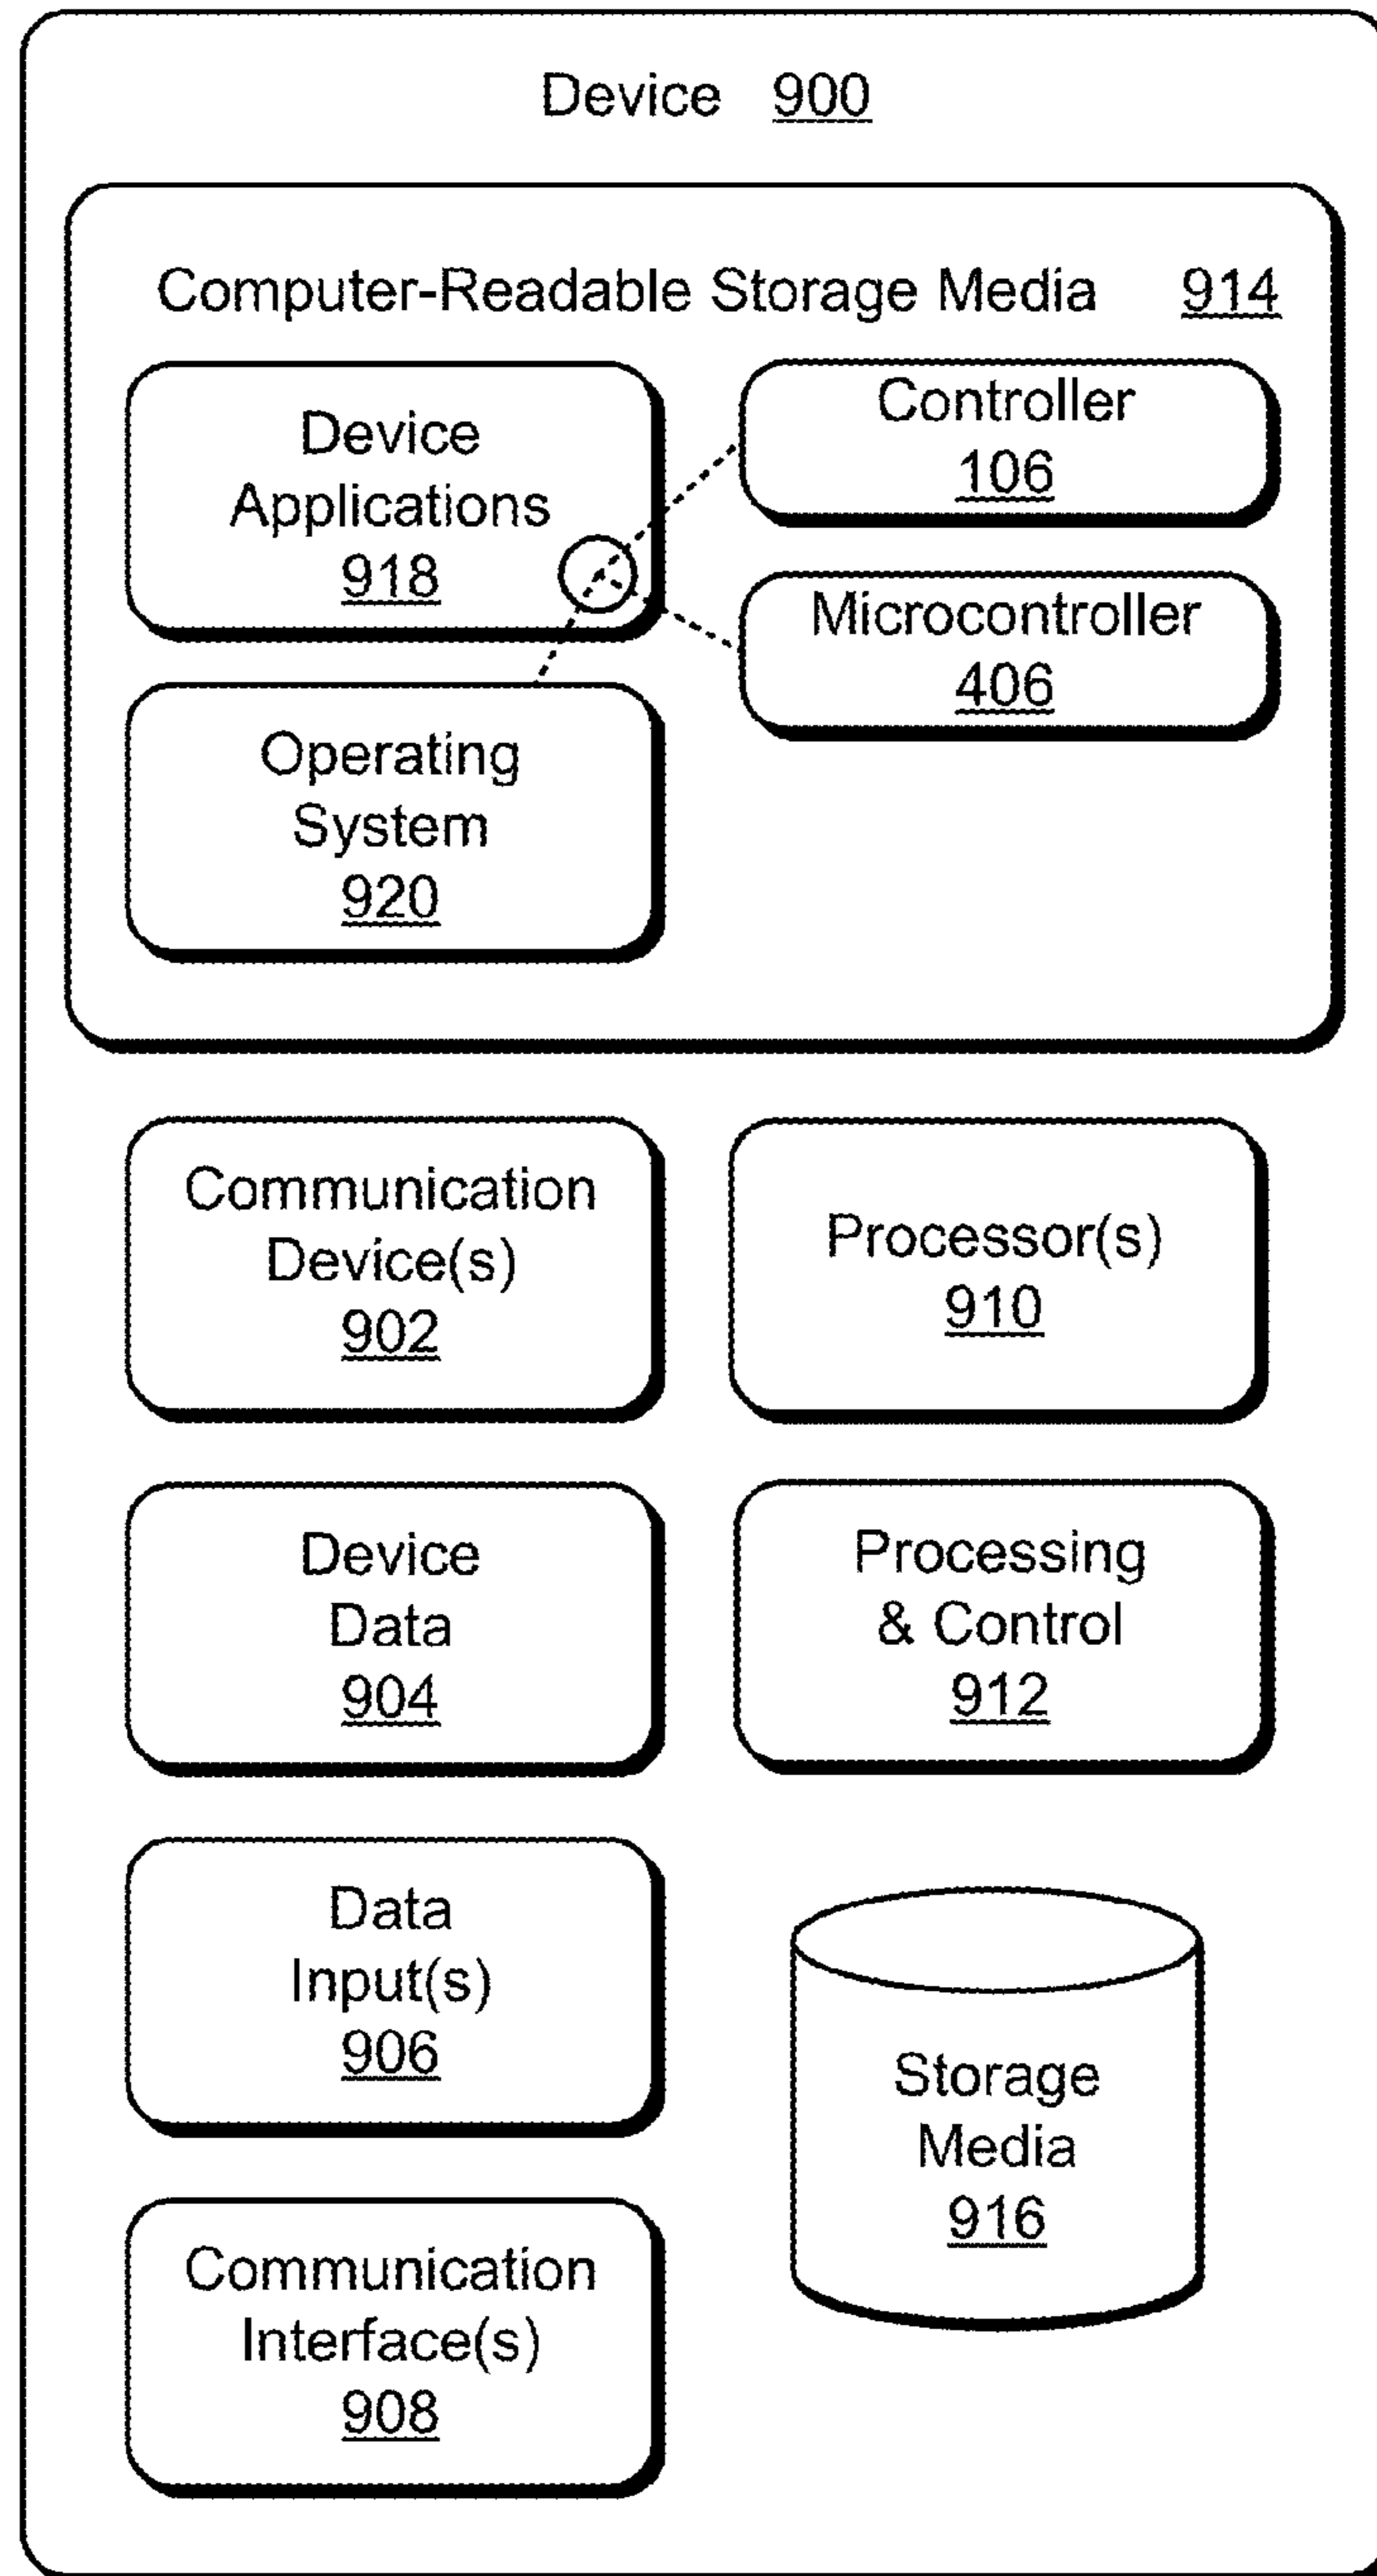 Device 900
Computer-Readable Storage Media 914
Device
Applications
918
Controller
106
Microcontroller
406
Operating
System
920
Communication
Device(s)
902
Processor(s)
910
Device
Data
904
Processing
& Control
912
Data
Input(s)
906
Storage
Media
916
Communication
Interface(s)
908